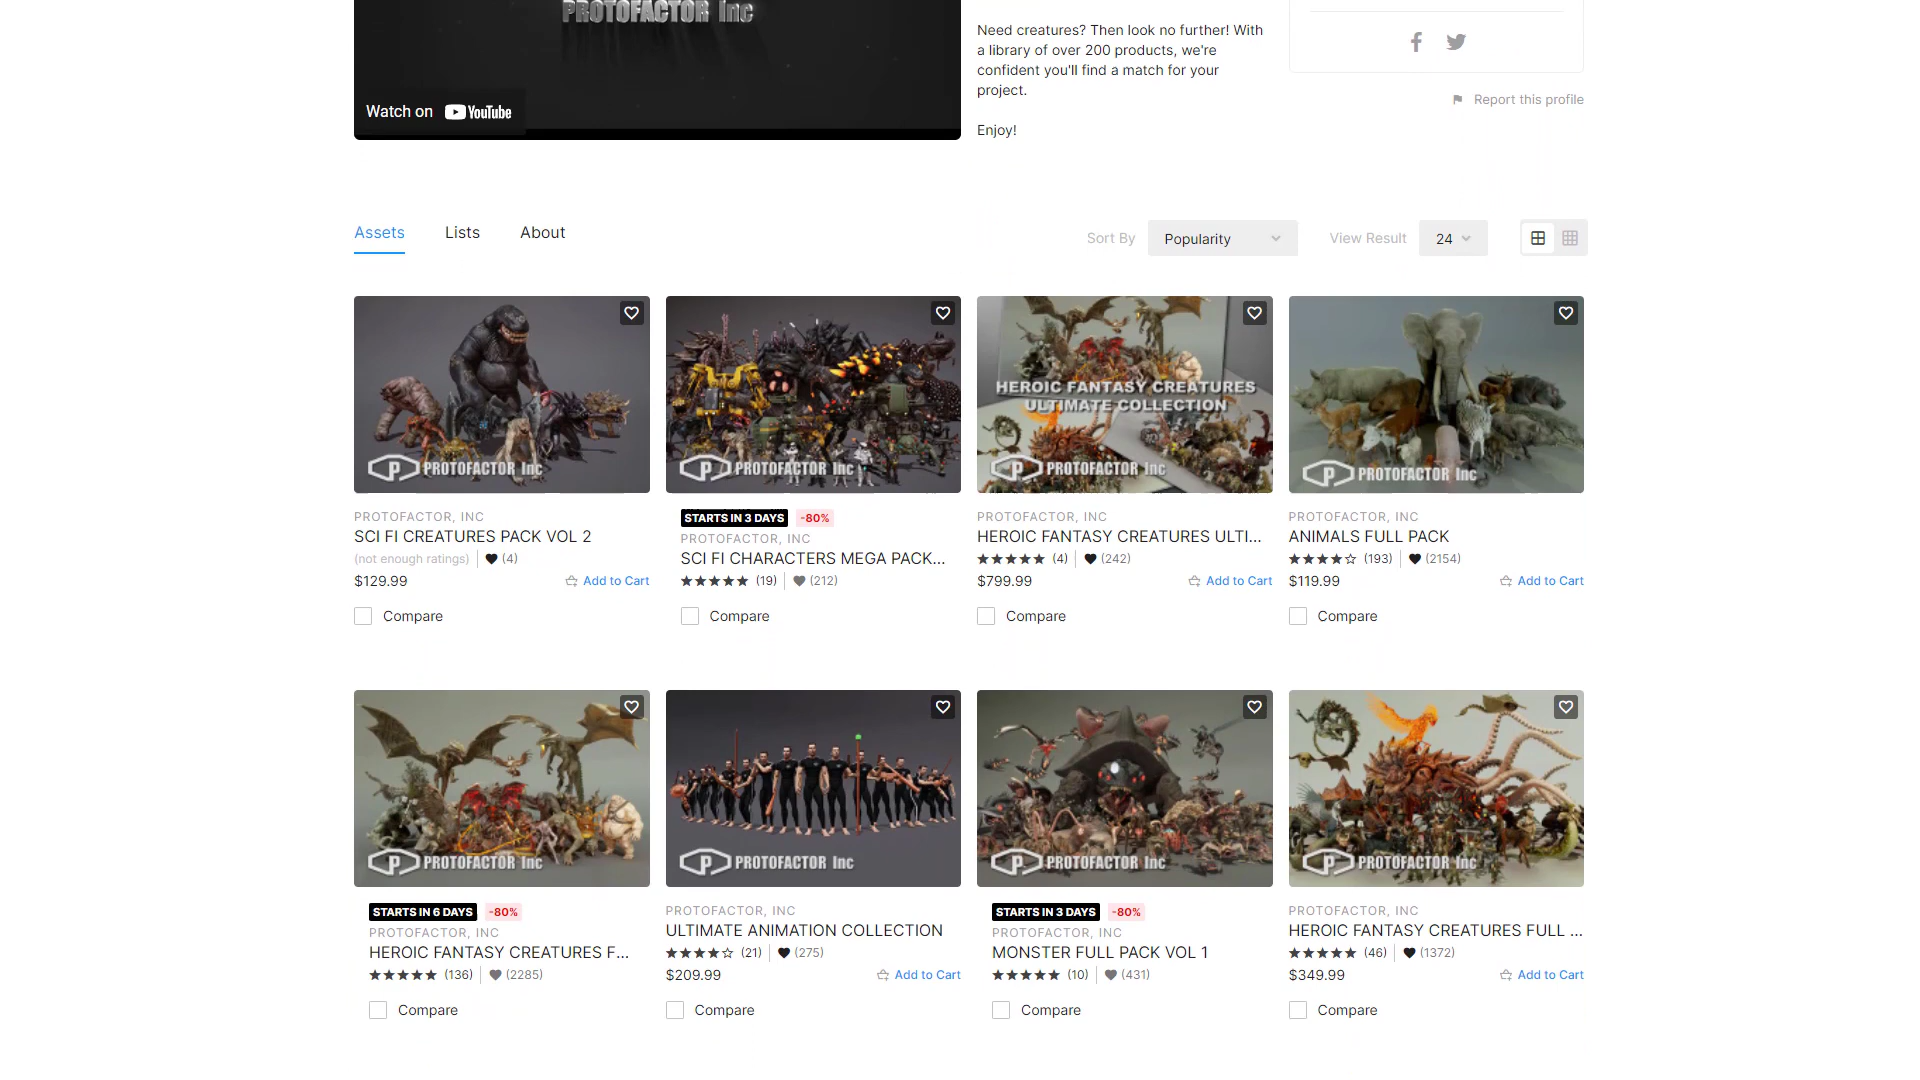 PROTOFACTOR Inc
Need creatures? Then look no further! With
a library of over 200 products, we're
confident you'll find a match for your
project.
Enjoy!
Watch on YouTube
Report this profile
Assets
Lists
About
Sort By
Popularity
View Result
24
HEROIC FANTASY CREATURES
ULTIMATE COLLECTION
PROTOFACTOR Inc
PROTOFACTOR Inc
PROTOFACTOR Inc
PROTOFACTOR Inc
PROTOFACTOR, INC
SCI FI CREATURES PACK VOL 2
(not enough ratings) (4)
$129.99 Add to Cart
Compare
STARTS IN 3 DAYS -80%
PROTOFACTOR, INC
SCI FI CHARACTERS MEGA PACK...
(19) (212)
Compare
PROTOFACTOR, INC
HEROIC FANTASY CREATURES ULTI...
(4) (242)
$799.99 Add to Cart
Compare
PROTOFACTOR, INC
ANIMALS FULL PACK
(193) (2154)
$119.99 Add to Cart
Compare
PROTOFACTOR Inc
PROTOFACTOR Inc
PROTOFACTOR Inc
PROTOFACTOR Inc
STARTS IN 6 DAYS -80%
PROTOFACTOR, INC
HEROIC FANTASY CREATURES F...
(136) (2285)
Compare
PROTOFACTOR, INC
ULTIMATE ANIMATION COLLECTION
(21) (275)
$209.99 Add to Cart
Compare
STARTS IN 3 DAYS -80%
PROTOFACTOR, INC
MONSTER FULL PACK VOL 1
(10) (431)
Compare
PROTOFACTOR, INC
HEROIC FANTASY CREATURES FULL ...
(46) (1372)
$349.99 Add to Cart
Compare